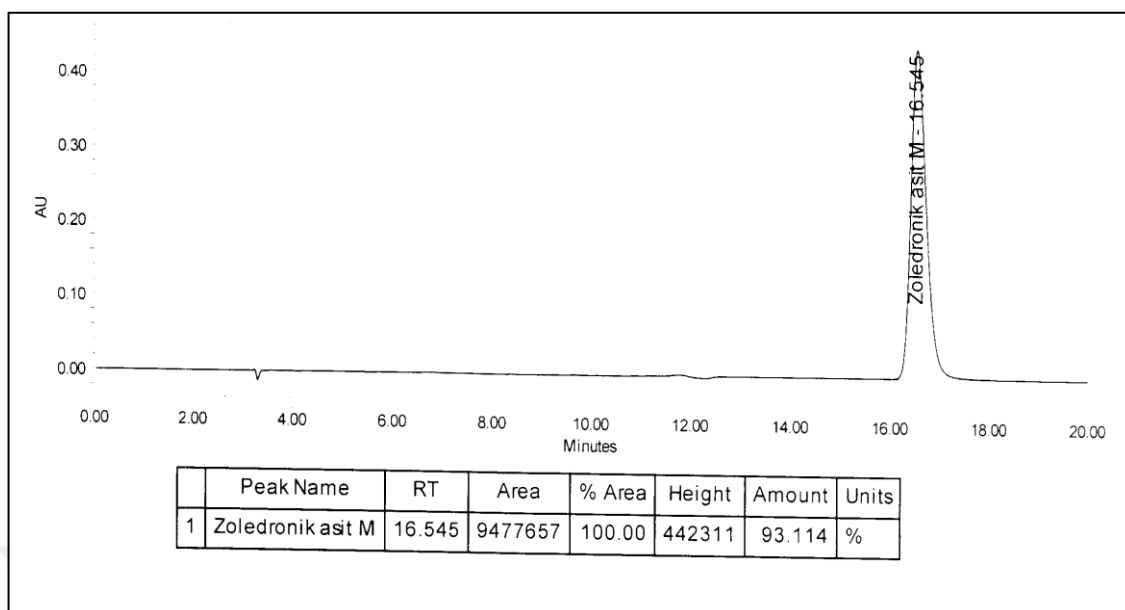 0.40
0.30
0.20
0.10
0.00
AU
Zoledronik asit M - 16.545
0.00 2.00 4.00 6.00 8.00 10.00 12.00 14.00 16.00 18.00 20.00
Minutes
Peak Name RT Area % Area Height Amount Units
1 Zoledronik asit M 16.545 9477657 100.00 442311 93.114 %